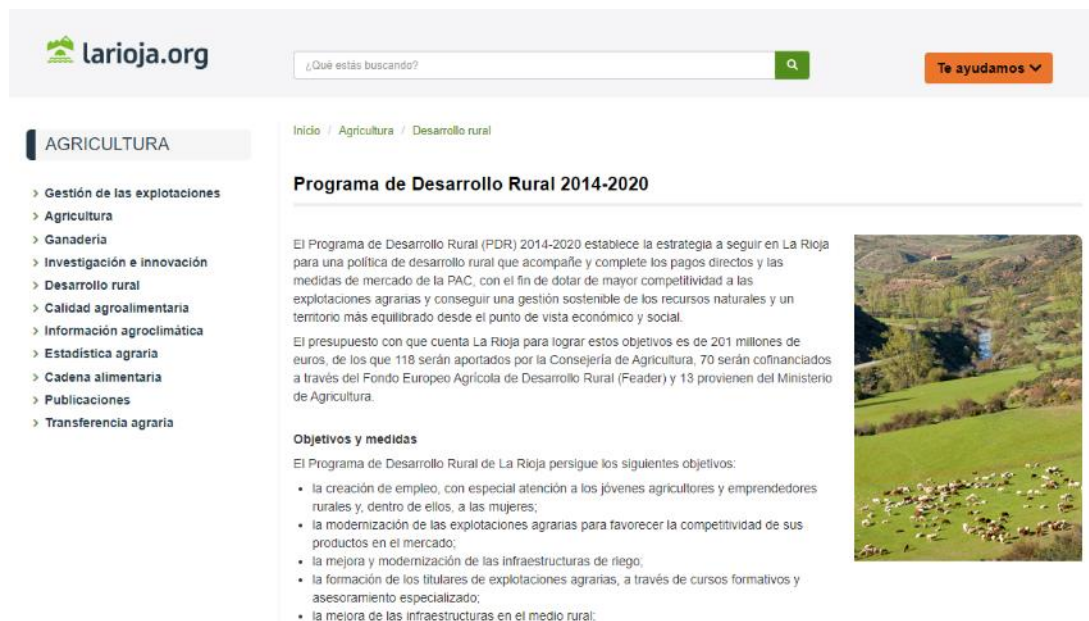 larioja.org
¿Qué estás buscando?
Te ayudamos
AGRICULTURA
Gestión de las explotaciones
Agricultura
Ganadería
Investigación e innovación
Desarrollo rural
Calidad agroalimentaria
Información agroclimática
Estadística agraria
Cadena alimentaria
Publicaciones
Transferencia agraria
Inicio / Agricultura / Desarrollo rural
Programa de Desarrollo Rural 2014-2020
El Programa de Desarrollo Rural (PDR) 2014-2020 establece la estrategia a seguir en La Rioja
para una política de desarrollo rural que acompañe y complete los pagos directos y las
medidas de mercado de la PAC, con el fin de dotar de mayor competitividad a las
explotaciones agrarias y conseguir una gestión sostenible de los recursos naturales y un
territorio más equilibrado desde el punto de vista económico y social.
El presupuesto con que cuenta La Rioja para lograr estos objetivos es de 201 millones de
euros, de los que 118 serán aportados por la Consejería de Agricultura, 70 serán cofinanciados
a través del Fondo Europeo Agrícola de Desarrollo Rural (Feader) y 13 provienen del Ministerio
de Agricultura.
Objetivos y medidas
El Programa de Desarrollo Rural de La Rioja persigue los siguientes objetivos:
• la creación de empleo, con especial atención a los jóvenes agricultores y emprendedores
rurales y, dentro de ellos, a las mujeres;
• la modernización de las explotaciones agrarias para favorecer la competitividad de sus
productos en el mercado;
• la mejora y modernización de las infraestructuras de riego;
• la formación de los titulares de explotaciones agrarias, a través de cursos formativos y
asesoramiento especializado;
• la mejora de las infraestructuras en el medio rural;